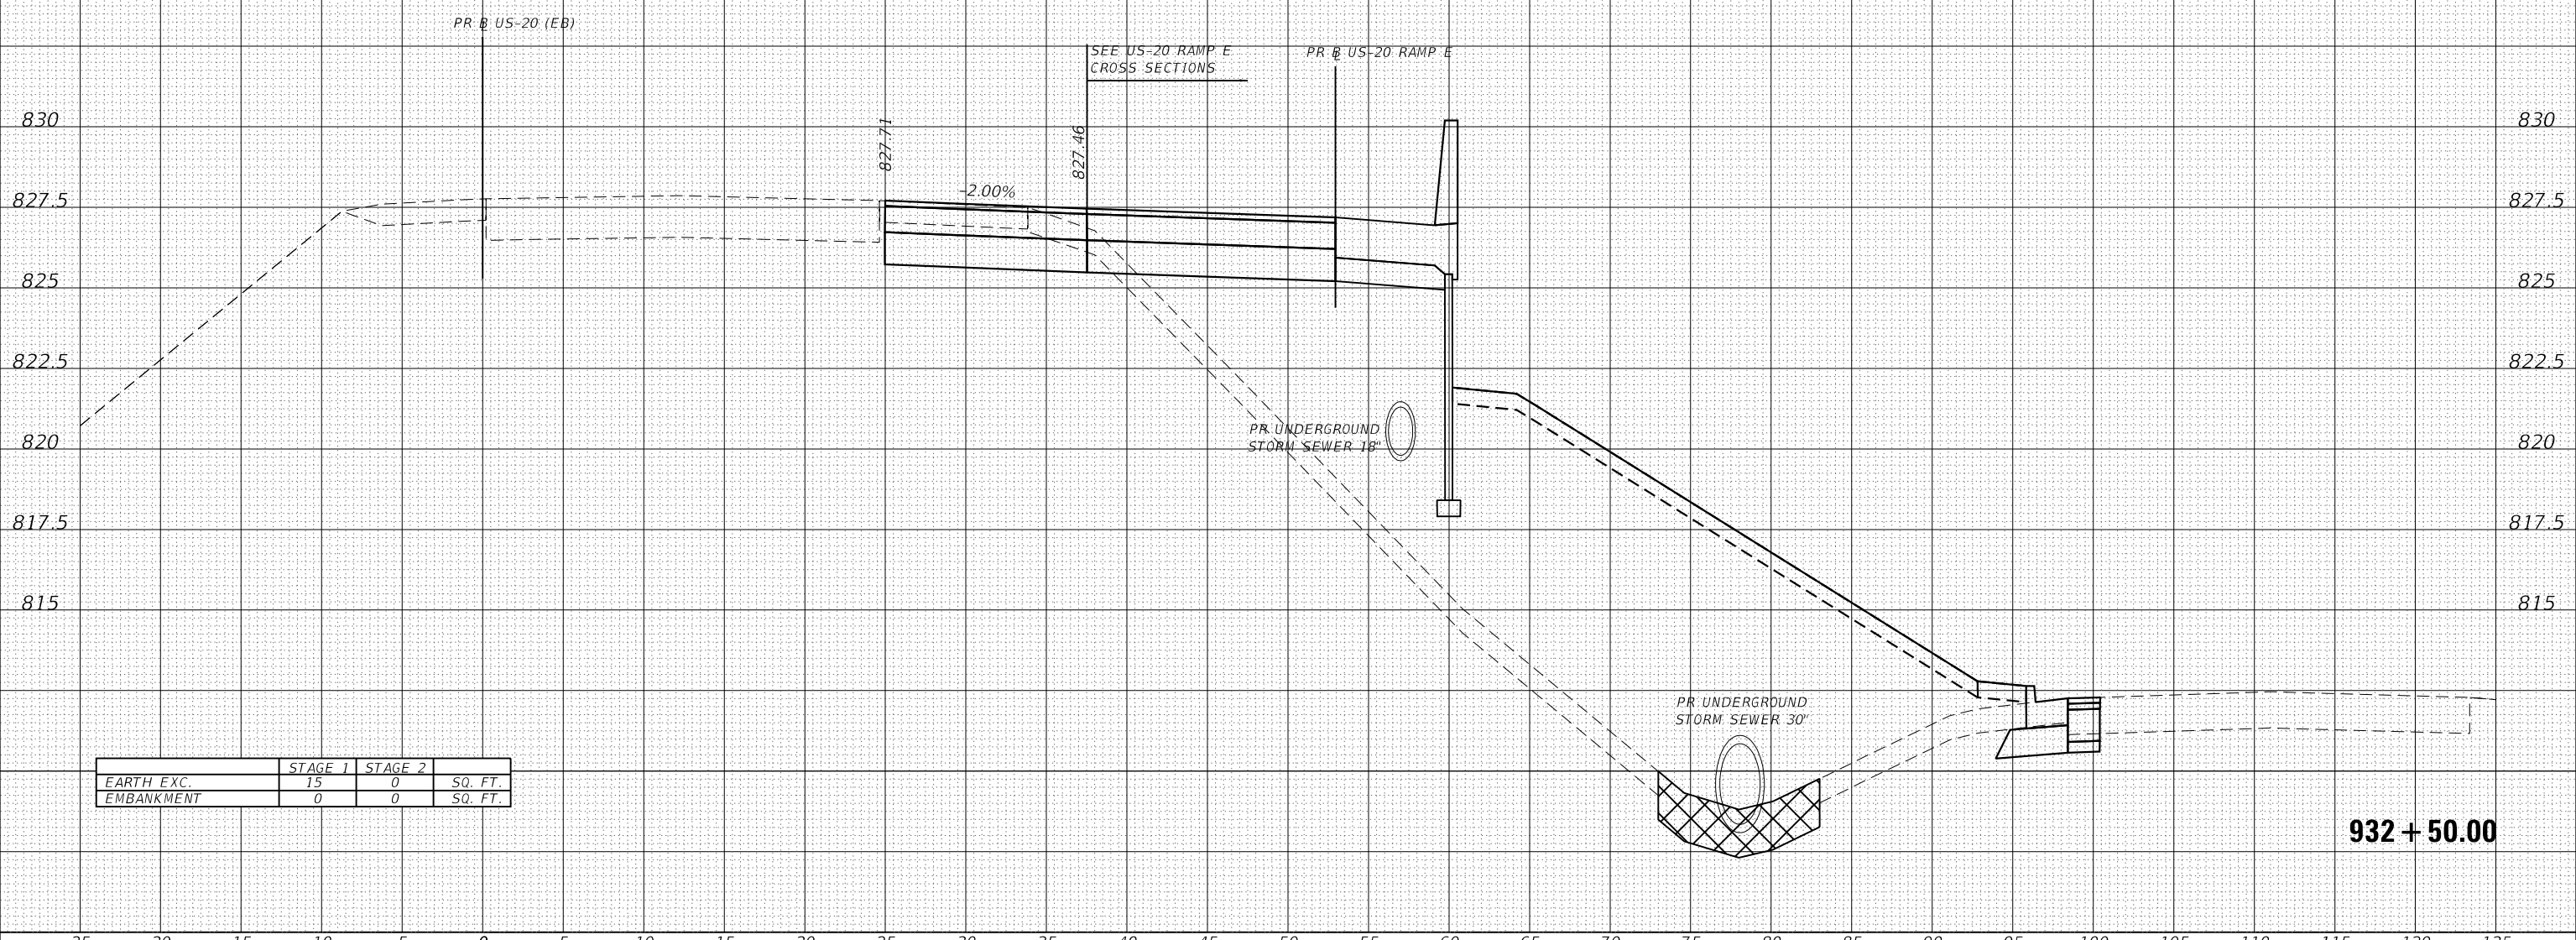 PR ℄ US-20 (EB)
SEE US-20 RAMP E
CROSS SECTIONS
PR ℄ US-20 RAMP E
830
827.71
827.46
830
827.5
-2.00%
827.5
825
825
822.5
822.5
820
PR UNDERGROUND
STORM SEWER 18"
820
817.5
817.5
815
815
PR UNDERGROUND
STORM SEWER 30"
STAGE 1 STAGE 2
EARTH EXC. 15 0 SQ. FT.
EMBANKMENT 0 0 SQ. FT.
932+50.00